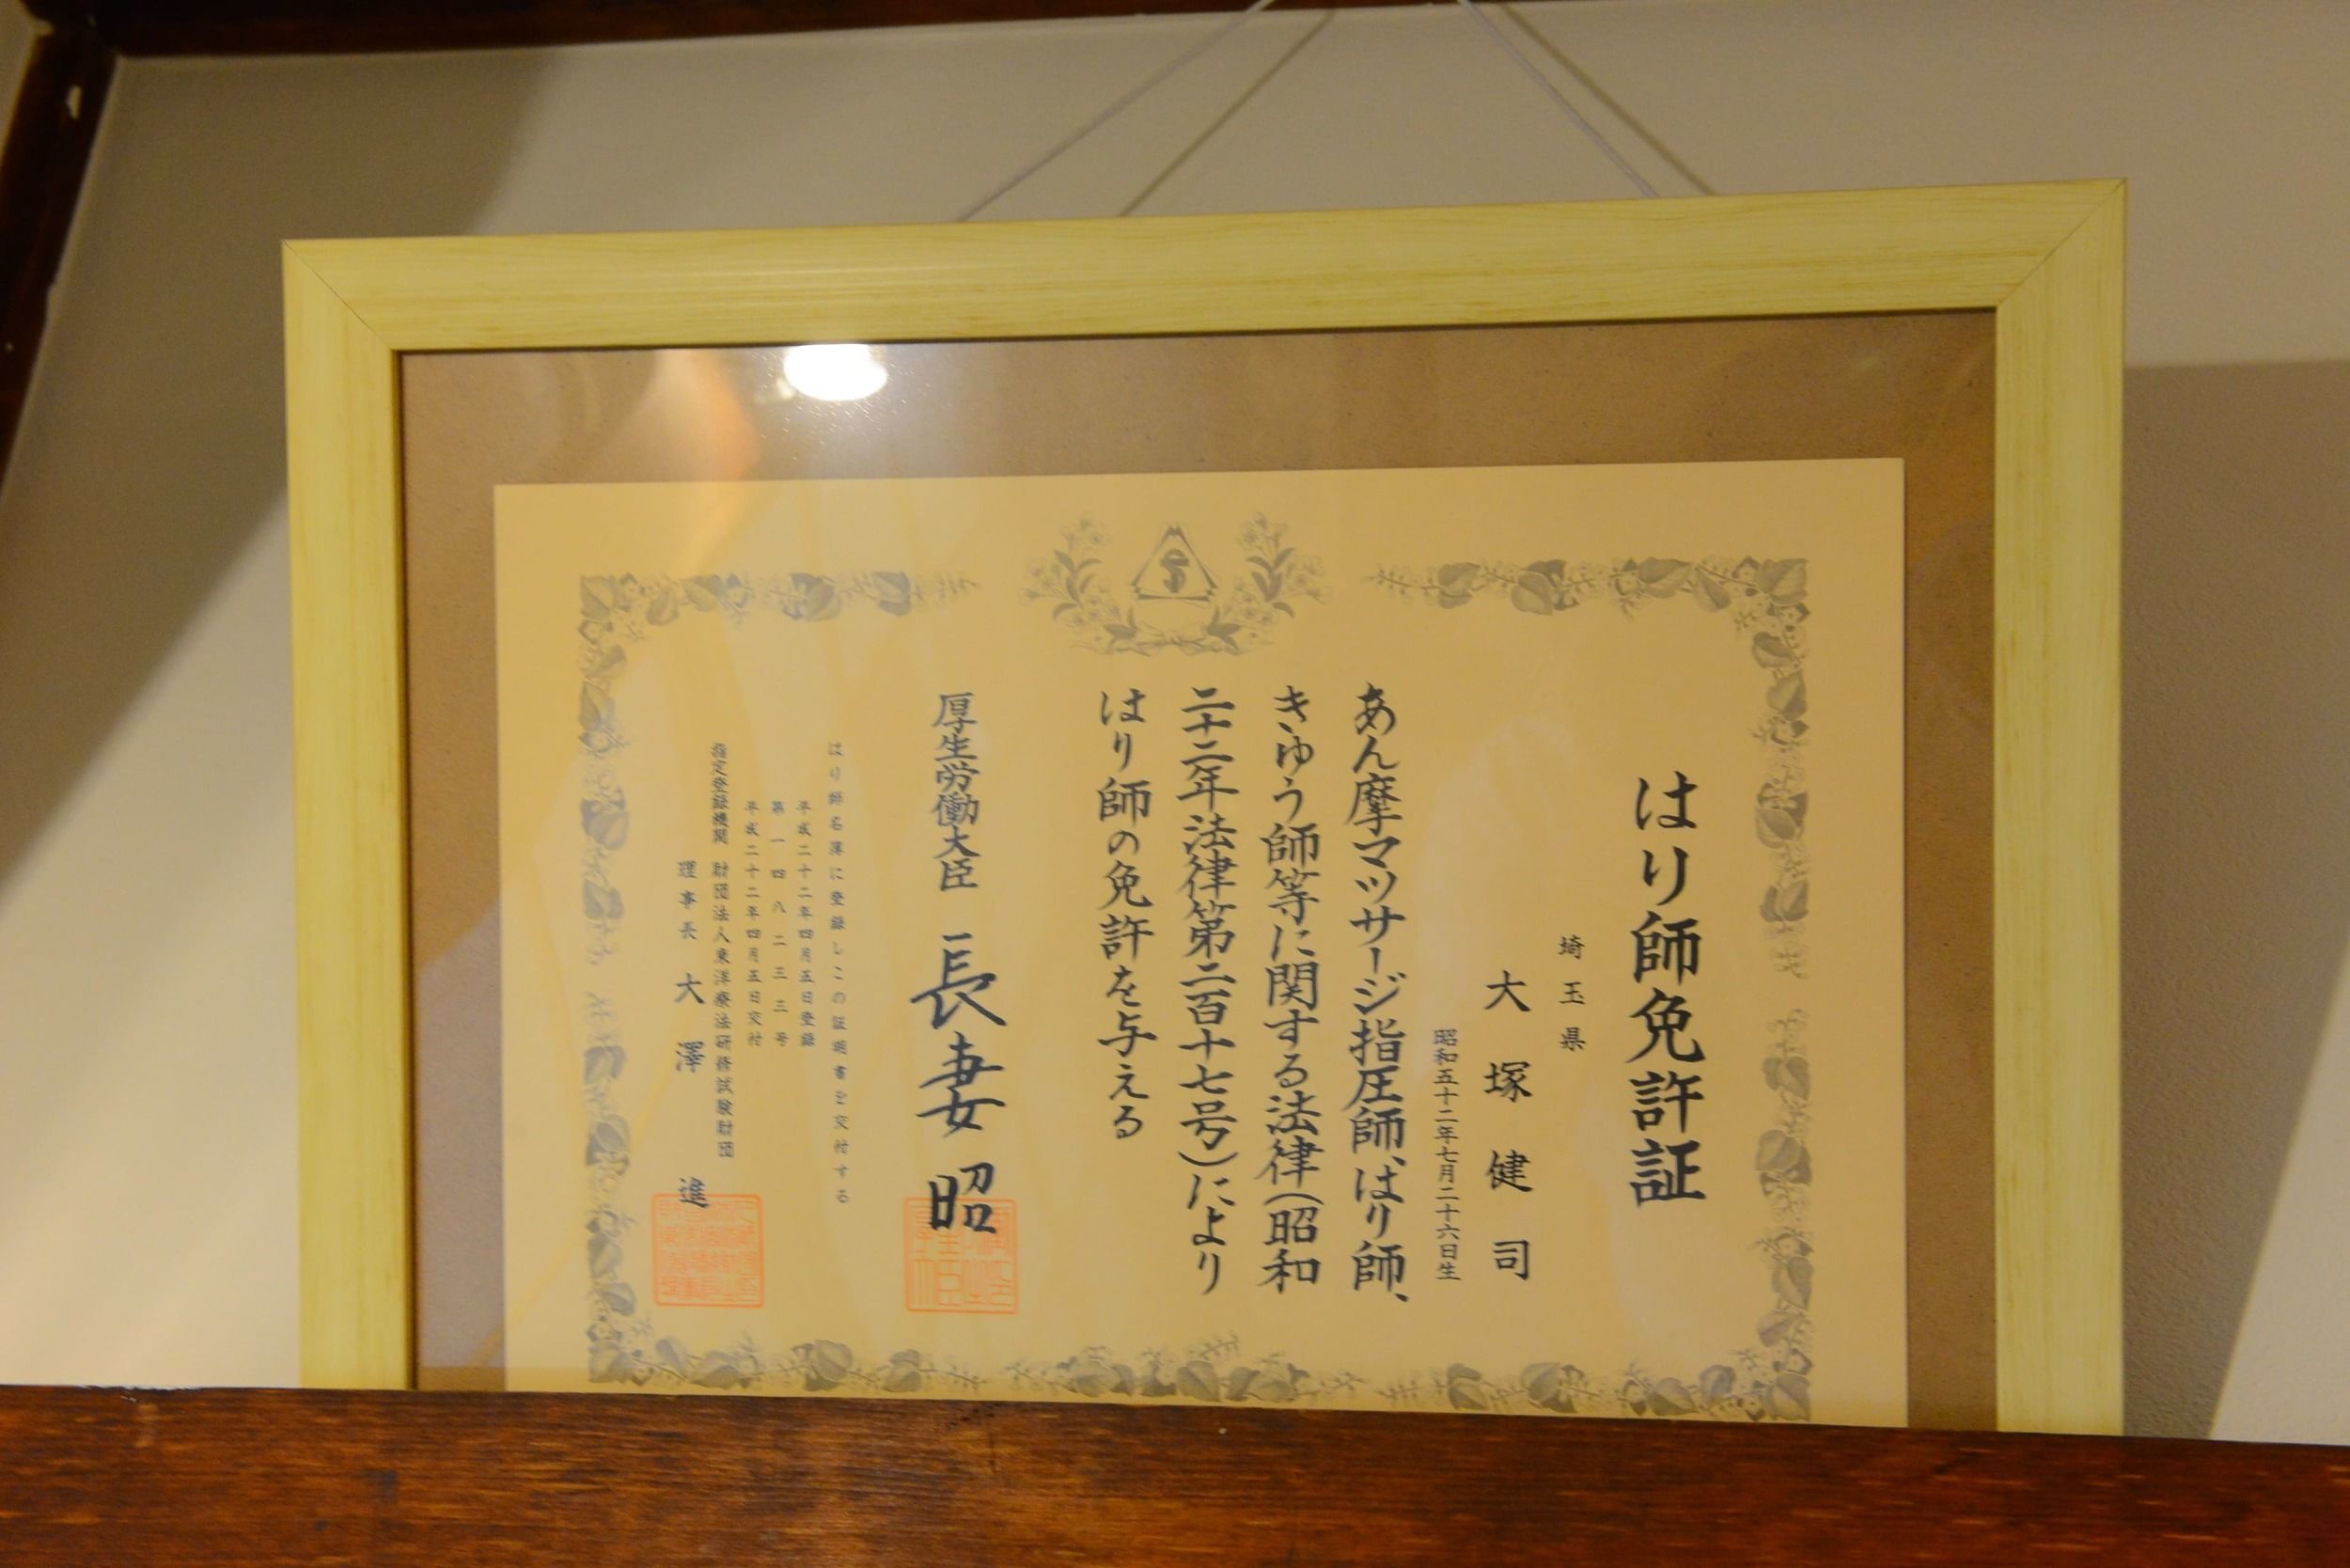 はり師免許証
埼玉県
大塚健司
昭和五十二年七月二十六日生
あん摩マツサージ指圧師、はり師、
きゆう師等に関する法律(昭和
二十二年法律第二百十七号)により
はり師の免許を与える
厚生労働大臣 長妻昭
はり師名簿に登録しこの証明書を交付する
平成二十二年四月五日登録
第一四八二三三号
平成二十二年四月五日交付
指定登録機関 財団法人東洋療法研修試験財団
理事長 大澤進